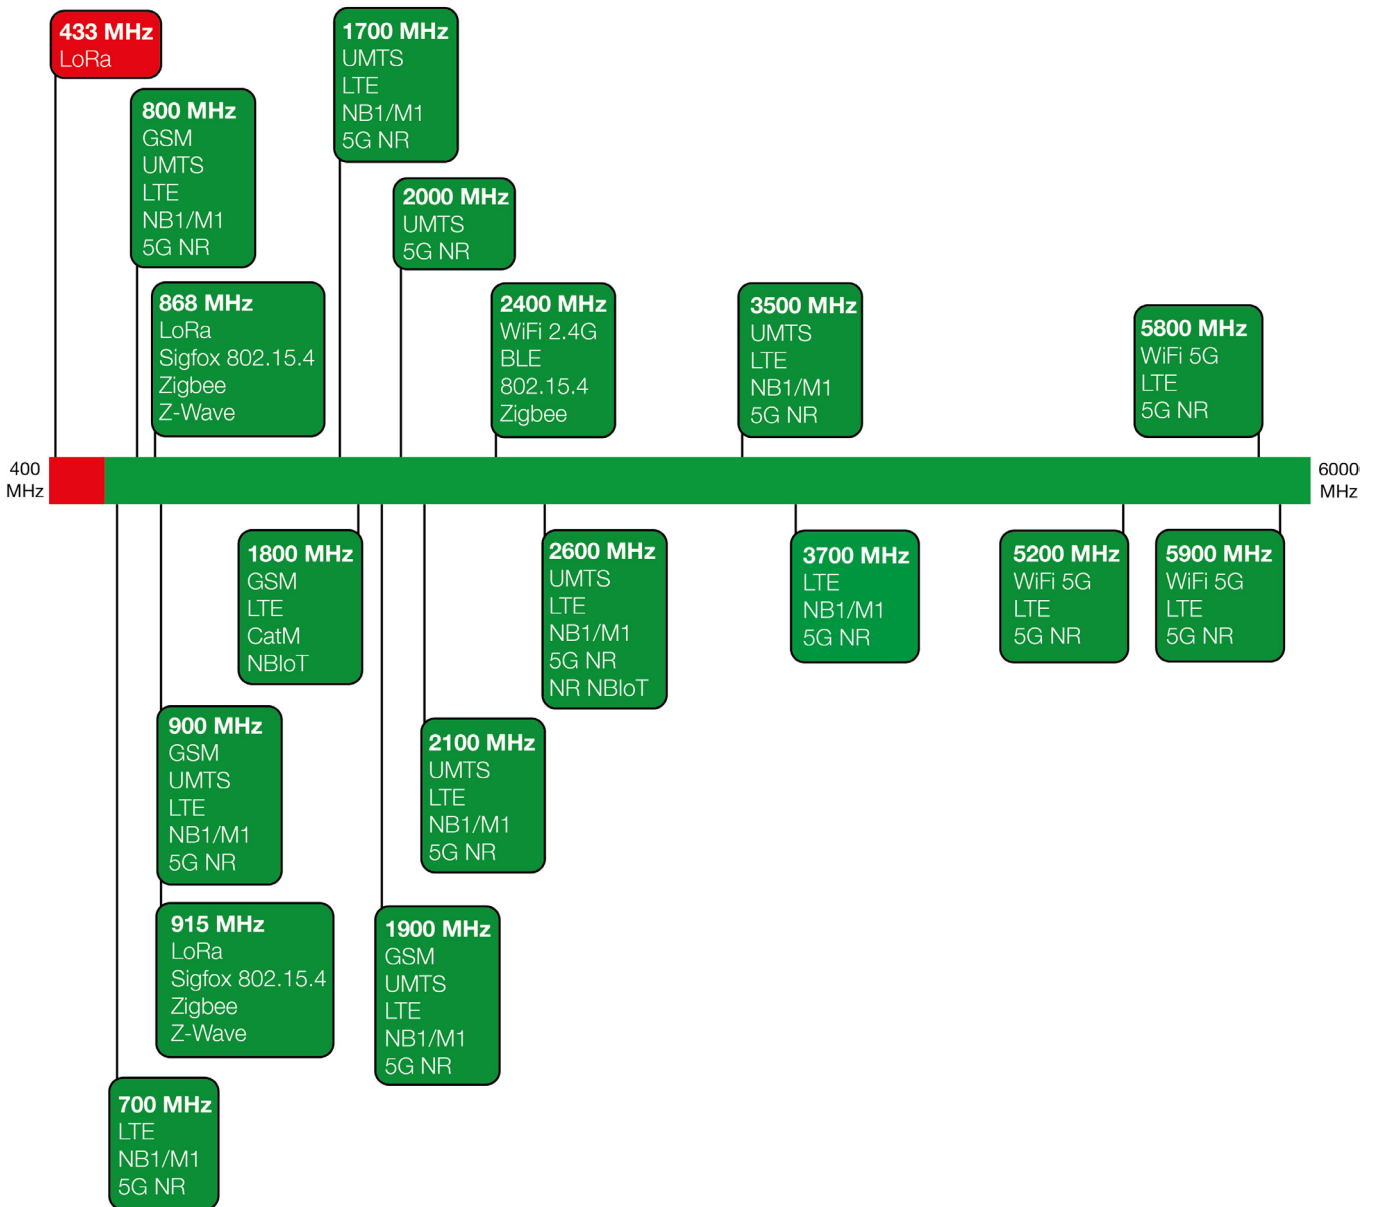 433 MHz
LoRa
800 MHz
GSM
UMTS
LTE
NB1/M1
5G NR
868 MHz
LoRa
Sigfox 802.15.4
Zigbee
Z-Wave
1700 MHz
UMTS
LTE
NB1/M1
5G NR
2000 MHz
UMTS
5G NR
2400 MHz
WiFi 2.4G
BLE
802.15.4
Zigbee
3500 MHz
UMTS
LTE
NB1/M1
5G NR
5800 MHz
WiFi 5G
LTE
5G NR
400
MHz
6000
MHz
1800 MHz
GSM
LTE
CatM
NBIoT
2600 MHz
UMTS
LTE
NB1/M1
5G NR
NR NBIoT
3700 MHz
LTE
NB1/M1
5G NR
5200 MHz
WiFi 5G
LTE
5G NR
5900 MHz
WiFi 5G
LTE
5G NR
900 MHz
GSM
UMTS
LTE
NB1/M1
5G NR
2100 MHz
UMTS
LTE
NB1/M1
5G NR
915 MHz
LoRa
Sigfox 802.15.4
Zigbee
Z-Wave
1900 MHz
GSM
UMTS
LTE
NB1/M1
5G NR
700 MHz
LTE
NB1/M1
5G NR